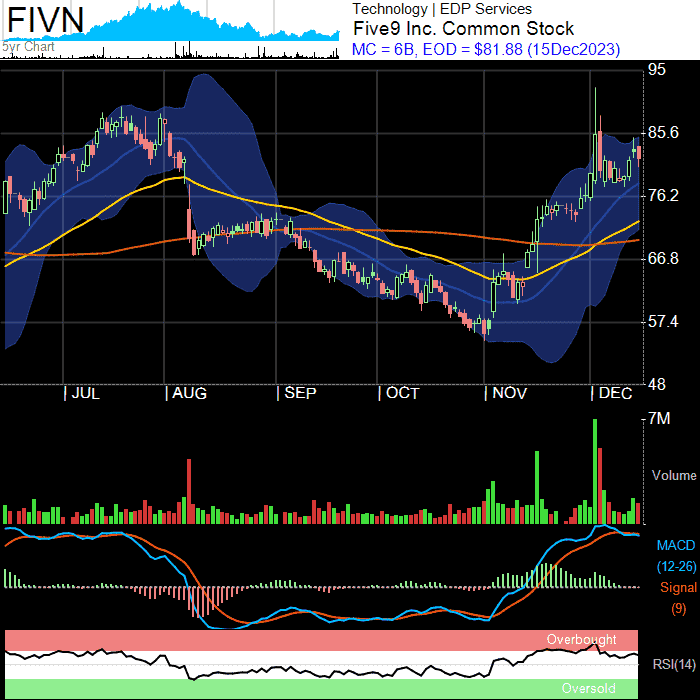 FIVN
5yr Chart
Technology | EDP Services
Five9 Inc. Common Stock
MC = 6B, EOD = $81.88 (15Dec2023)
95
85.6
76.2
66.8
57.4
48
JUL AUG SEP OCT NOV DEC
7M
Volume
MACD
(12-26)
Signal
(9)
Overbought
RSI(14)
Oversold